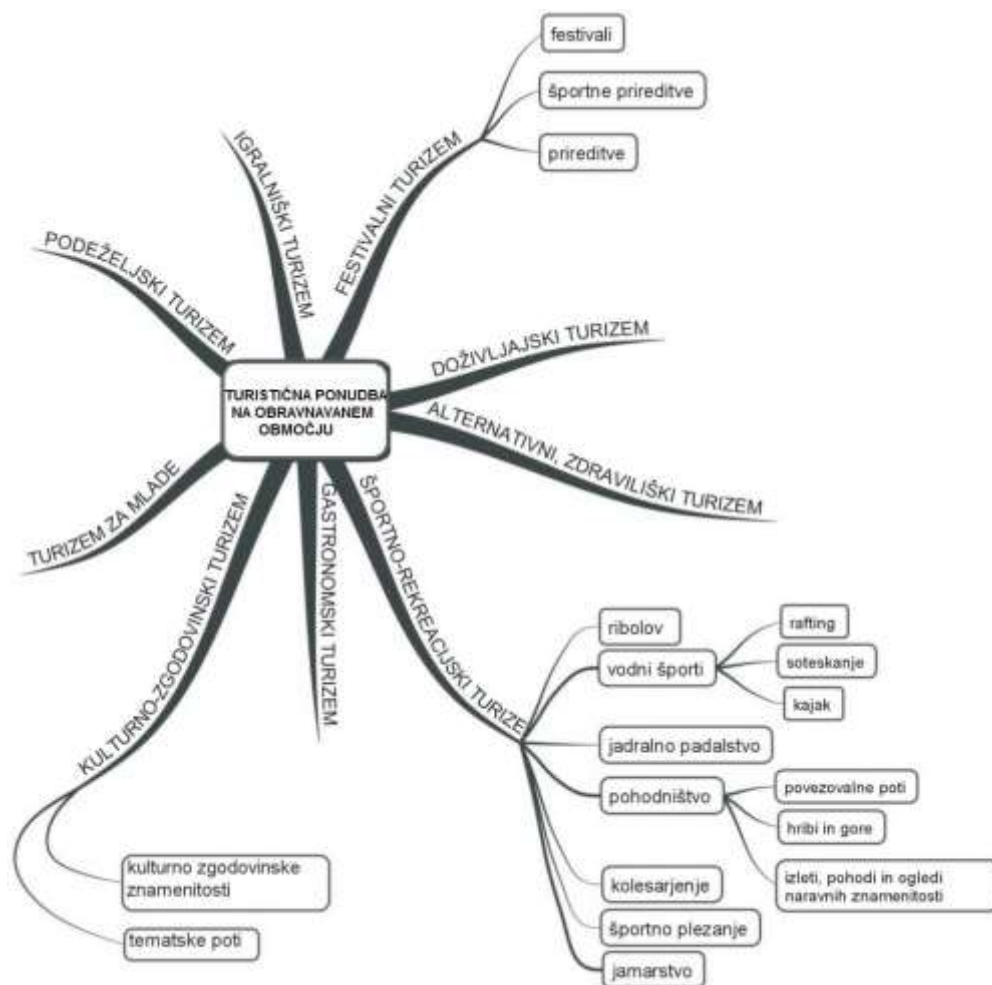 festivali
športne prireditve
prireditve
IGRALNIŠKI TURIZEM
FESTIVALNI TURIZEM
PODEŽELJSKI TURIZEM
DOŽIVLJAJSKI TURIZEM
TURISTIČNA PONUDBA
NA OBRAVNAVANEM
OBMOČJU
ALTERNATIVNI, ZDRAVILIŠKI TURIZEM
TURIZEM ZA MLADE
KULTURNO-ZGODOVINSKI TURIZEM
GASTRONOMSKI TURIZEM
ŠPORTNO-REKREACIJSKI TURIZE
ribolov
vodni športi
rafting
soteskanje
kajak
jadralno padalstvo
pohodništvo
povezovalne poti
hribi in gore
izleti, pohodi in ogledi
naravnih znamenitosti
kolesarjenje
športno plezanje
jamarstvo
kulturno zgodovinske
znamenitosti
tematske poti